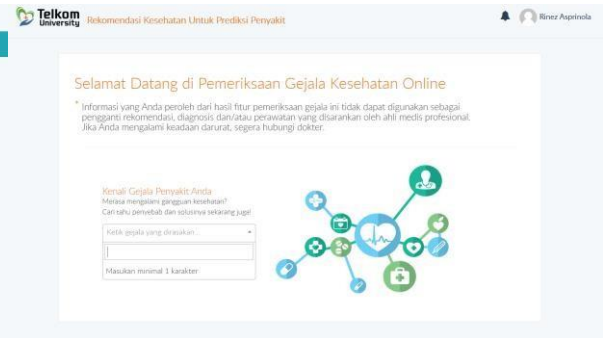 Telkom
University
Rekomendasi Kesehatan Untuk Prediksi Penyakit
Rinez Asprinola
Selamat Datang di Pemeriksaan Gejala Kesehatan Online
* Informasi yang Anda peroleh dari hasil fitur pemeriksaan gejala ini tidak dapat digunakan sebagai
pengganti rekomendasi, diagnosis dan/atau perawatan yang disarankan oleh ahli medis profesional.
Jika Anda mengalami keadaan darurat, segera hubungi dokter.
Kenali Gejala Penyakit Anda
Merasa mengalami gangguan kesehatan?
Cari tahu penyebab dan solusinya sekarang juga!
Ketik gejala yang dirasakan..
Masukan minimal 1 karakter